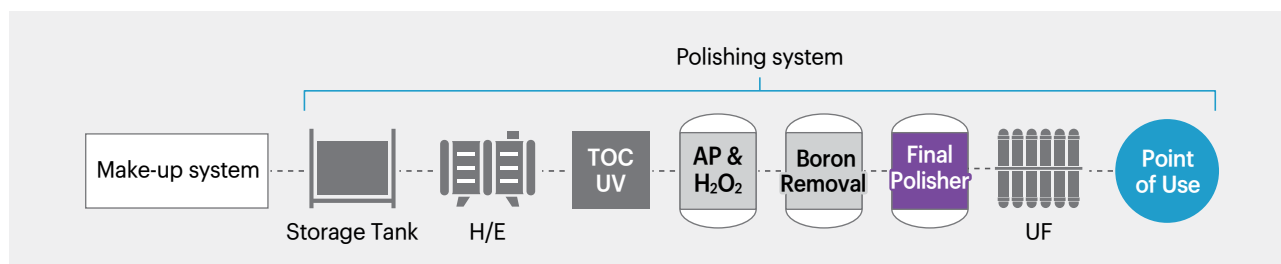 Polishing system
Make-up system
Storage Tank
H/E
TOC
UV
AP &
H₂O₂
Boron
Removal
Final
Polisher
UF
Point
of Use